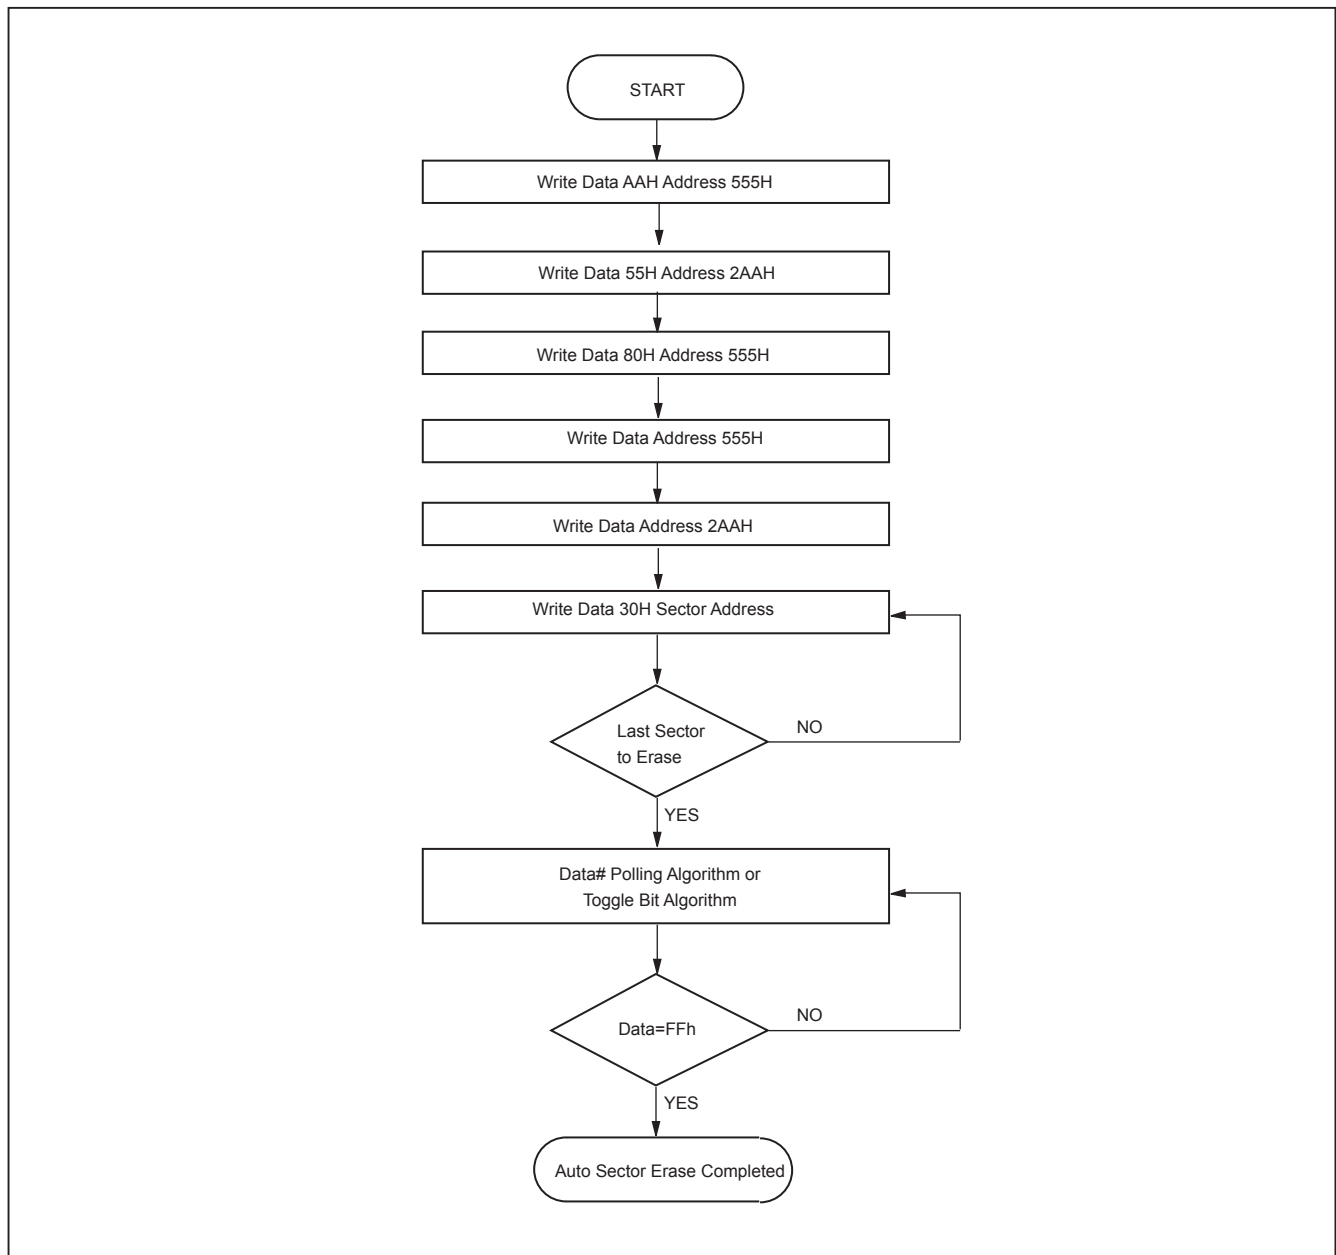 START
Write Data AAH Address 555H
Write Data 55H Address 2AAH
Write Data 80H Address 555H
Write Data Address 555H
Write Data Address 2AAH
Write Data 30H Sector Address
Last Sector
to Erase
NO
YES
Data# Polling Algorithm or
Toggle Bit Algorithm
Data=FFh
NO
YES
Auto Sector Erase Completed